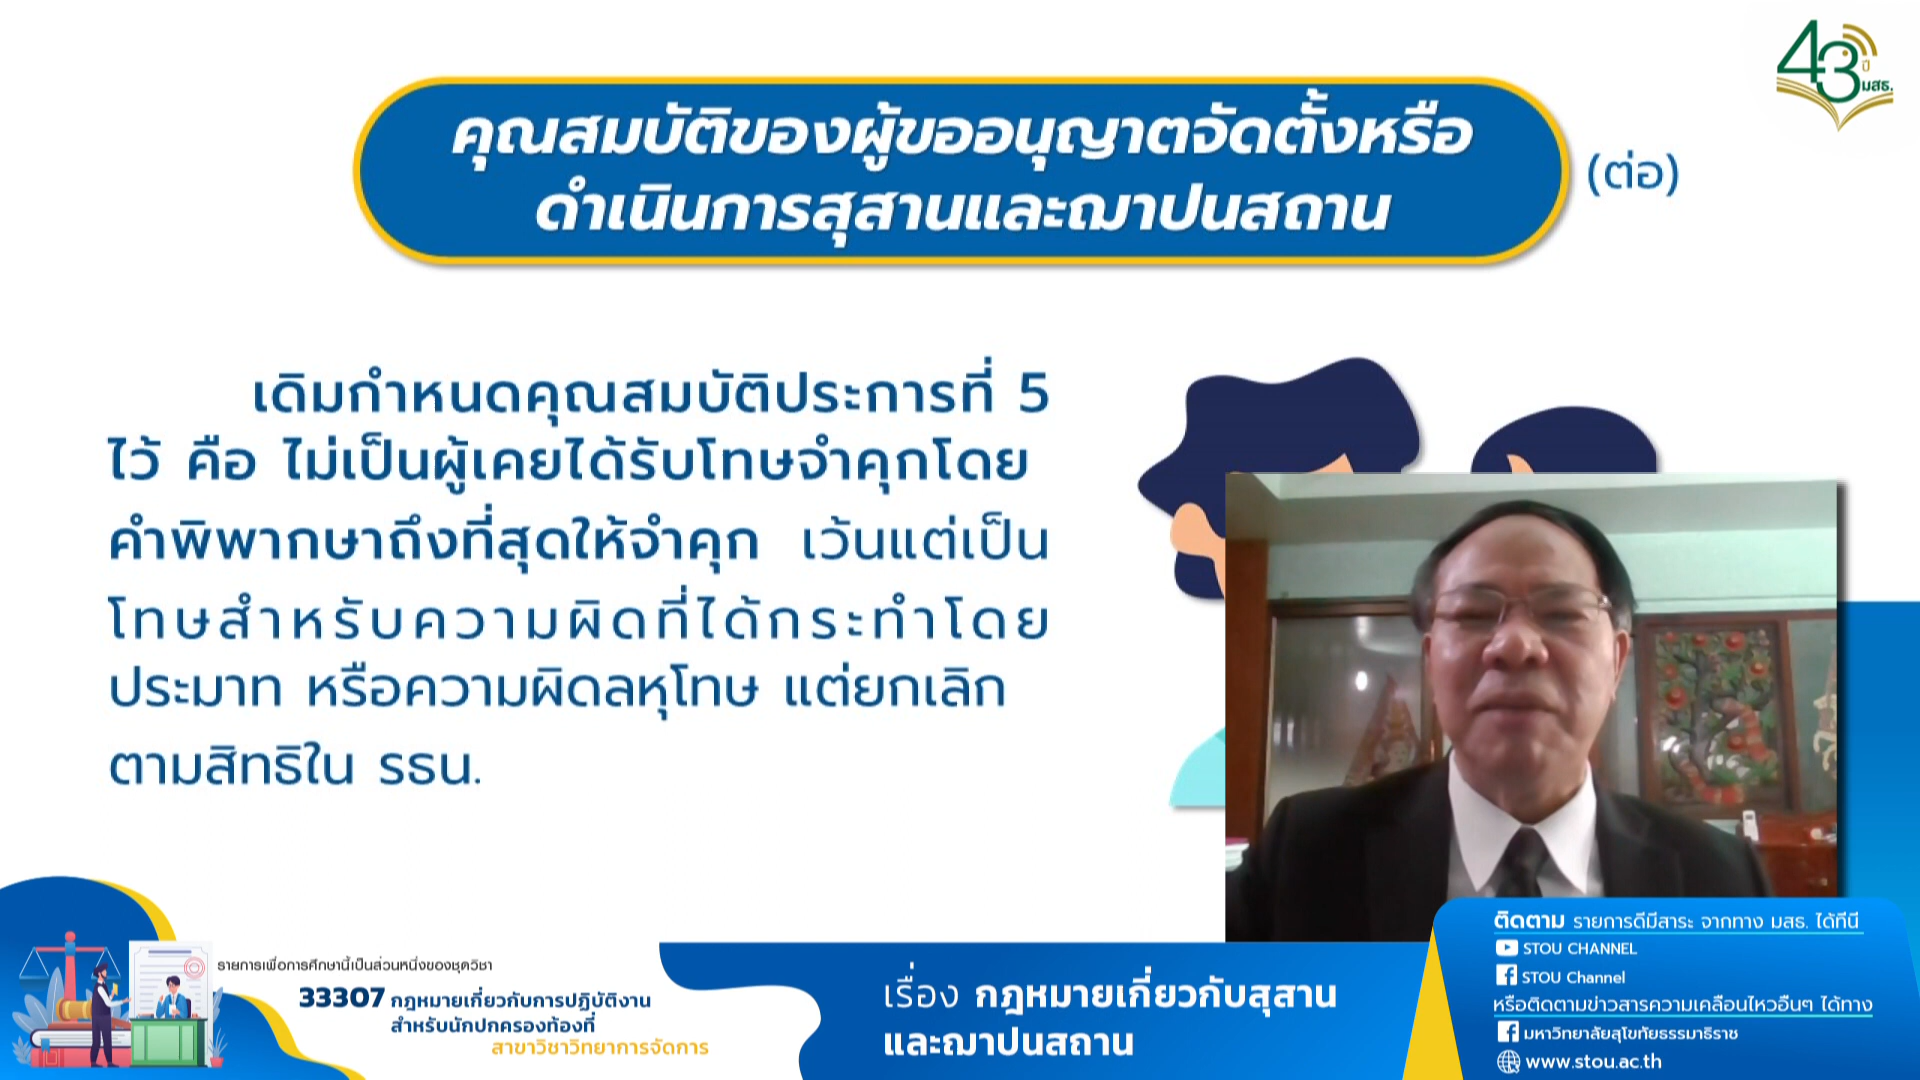 43
ปี
มสธ.
คุณสมบัติของผู้ขออนุญาตจัดตั้งหรือ
ดำเนินการสุสานและฌาปนสถาน
(ต่อ)
เดิมกำหนดคุณสมบัติประการที่ 5
ไว้ คือ ไม่เป็นผู้เคยได้รับโทษจำคุกโดย
คำพิพากษาถึงที่สุดให้จำคุก เว้นแต่เป็น
โทษสำหรับความผิดที่ได้กระทำโดย
ประมาท หรือความผิดลหุโทษ แต่ยกเลิก
ตามสิทธิใน รธน.
รายการเพื่อการศึกษานี้เป็นส่วนหนึ่งของชุดวิชา
33307 กฎหมายเกี่ยวกับการปฏิบัติงาน
สำหรับนักปกครองท้องที่
สาขาวิชาวิทยาการจัดการ
เรื่อง กฎหมายเกี่ยวกับสุสาน
และฌาปนสถาน
ติดตาม รายการดีมีสาระ จากทาง มสธ. ได้ที่นี่
STOU CHANNEL
STOU Channel
หรือติดตามข่าวสารความเคลื่อนไหวอื่นๆ ได้ทาง
มหาวิทยาลัยสุโขทัยธรรมาธิราช
www.stou.ac.th